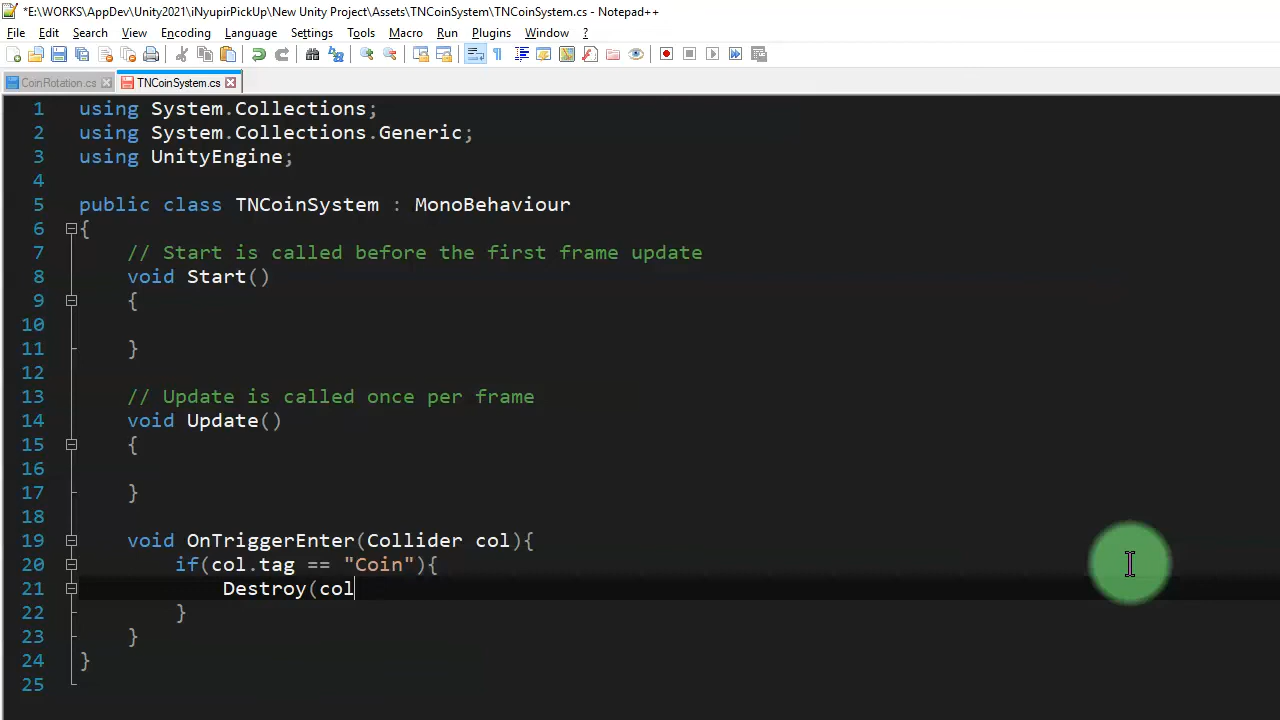 *E:\WORKS\AppDev\Unity2021\iNyupirPickUp\New Unity Project\Assets\TNCoinSystem\TNCoinSystem.cs - Notepad++
File Edit Search View Encoding Language Settings Tools Macro Run Plugins Window ?
CoinRotation.cs TNCoinSystem.cs
1 using System.Collections;
2 using System.Collections.Generic;
3 using UnityEngine;
4
5 public class TNCoinSystem : MonoBehaviour
6 {
7 // Start is called before the first frame update
8 void Start()
9 {
10
11 }
12
13 // Update is called once per frame
14 void Update()
15 {
16
17 }
18
19 void OnTriggerEnter(Collider col){
20 if(col.tag == "Coin"){
21 Destroy(col
22 }
23 }
24 }
25